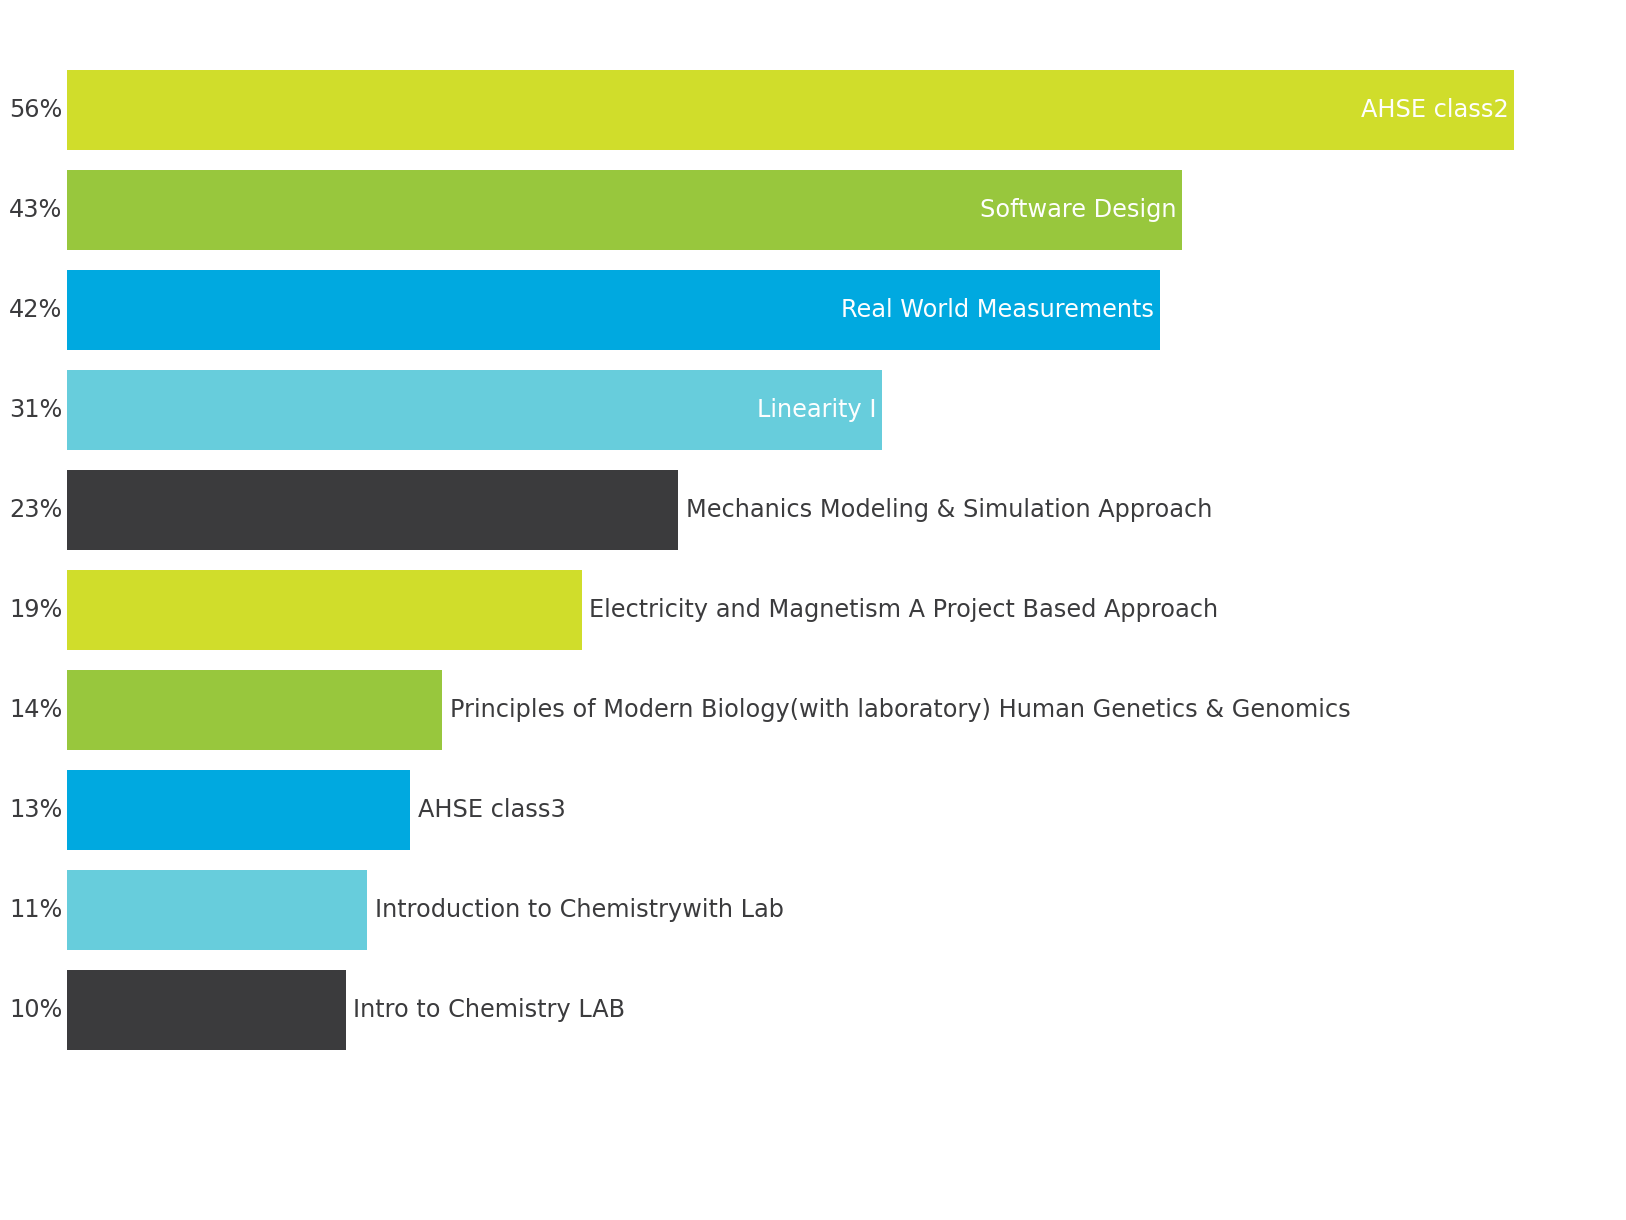 56% AHSE class2
43% Software Design
42% Real World Measurements
31% Linearity I
23% Mechanics Modeling & Simulation Approach
19% Electricity and Magnetism A Project Based Approach
14% Principles of Modern Biology(with laboratory) Human Genetics & Genomics
13% AHSE class3
11% Introduction to Chemistrywith Lab
10% Intro to Chemistry LAB